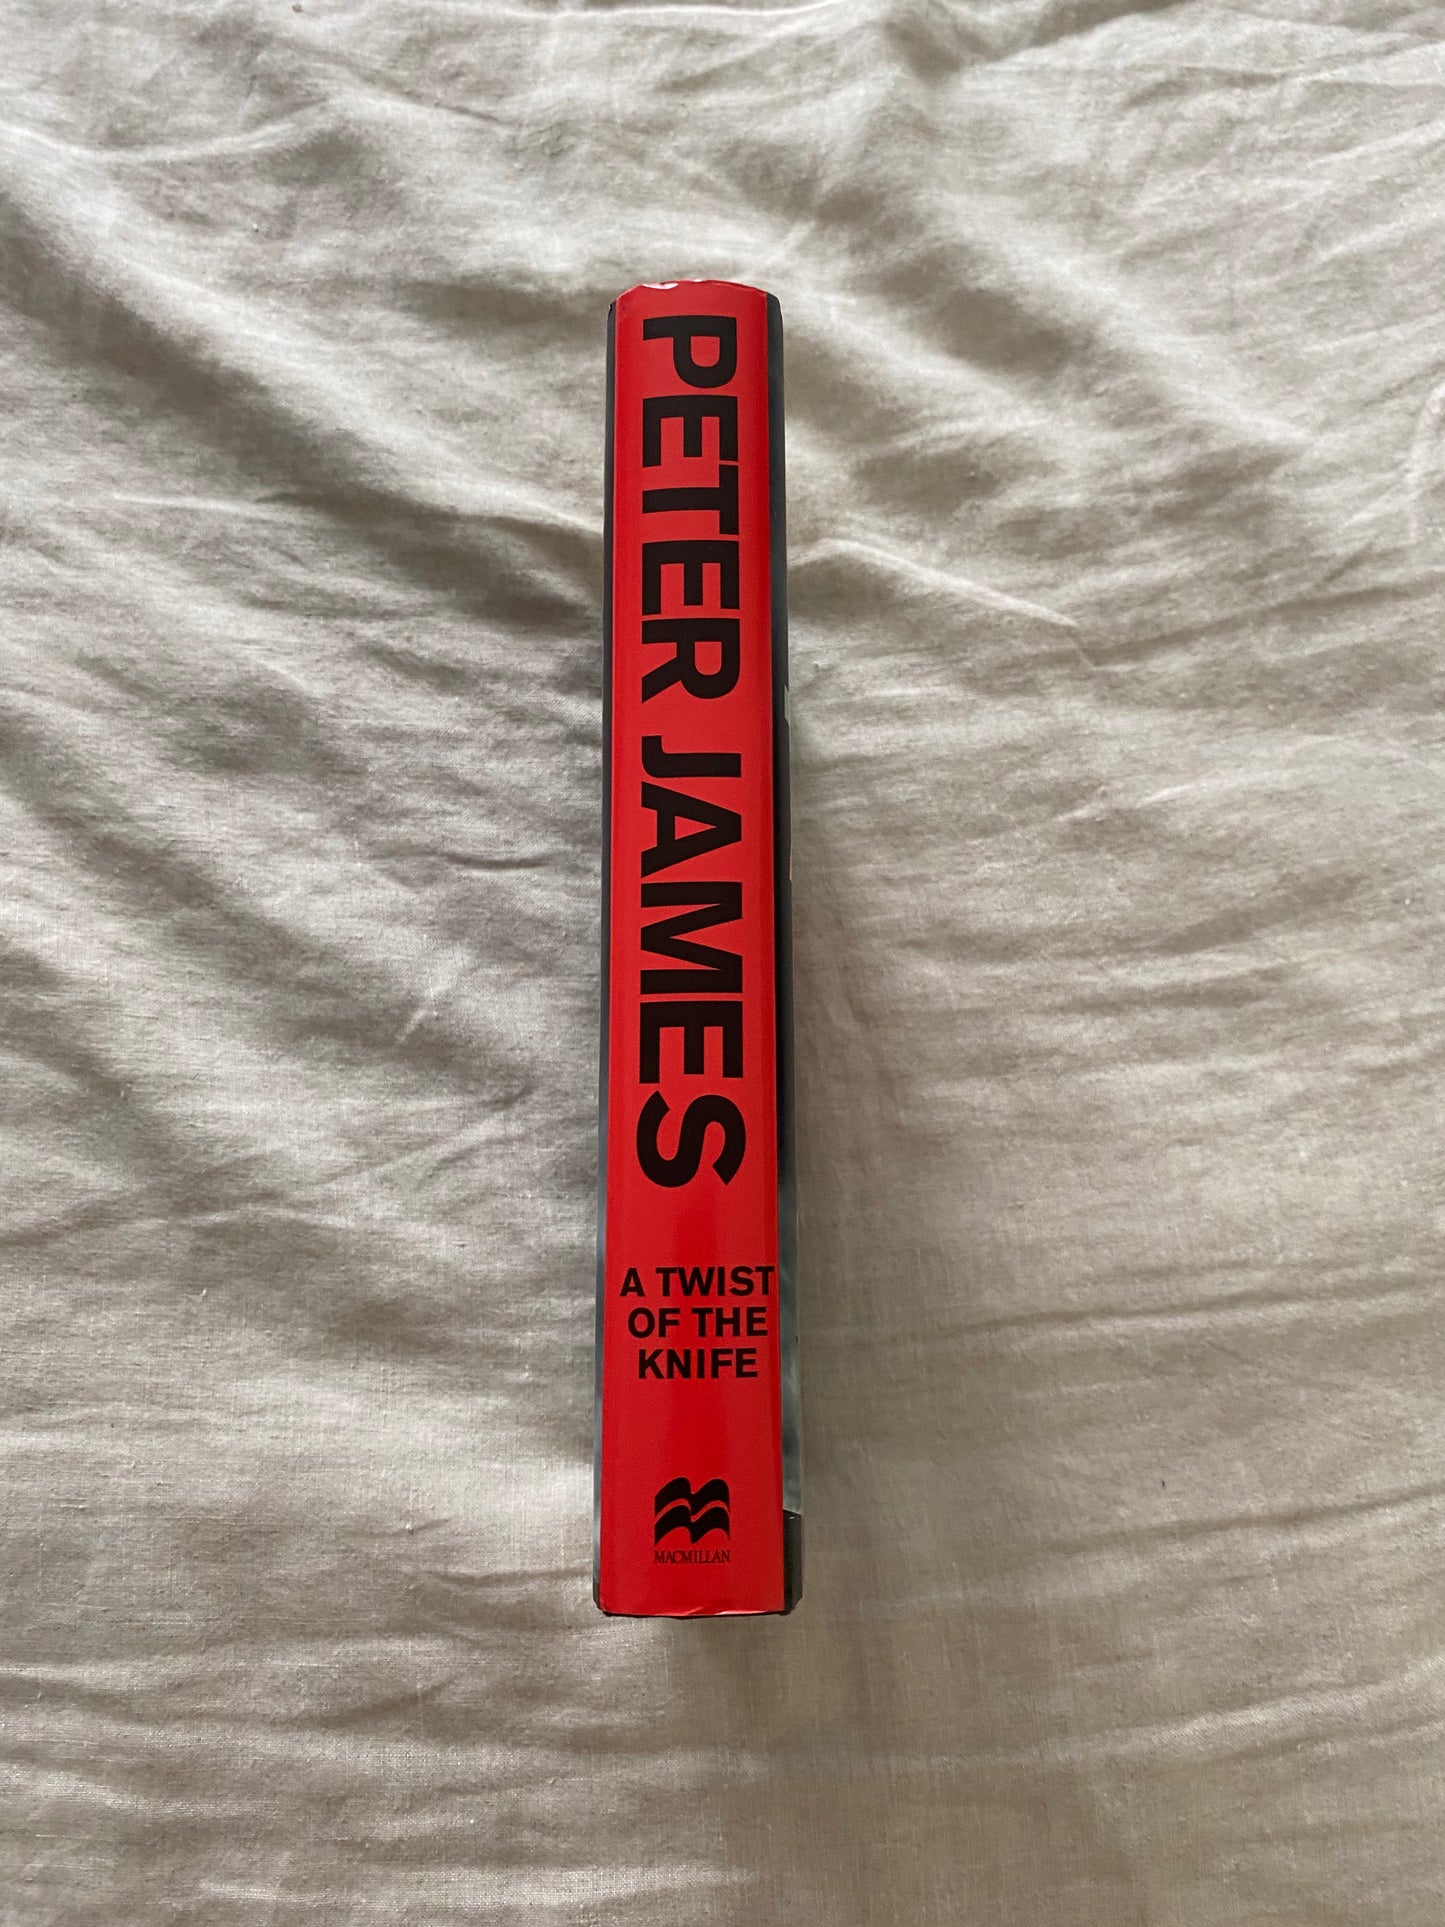 PETER JAMES
A TWIST
OF THE
KNIFE
MACMILLAN